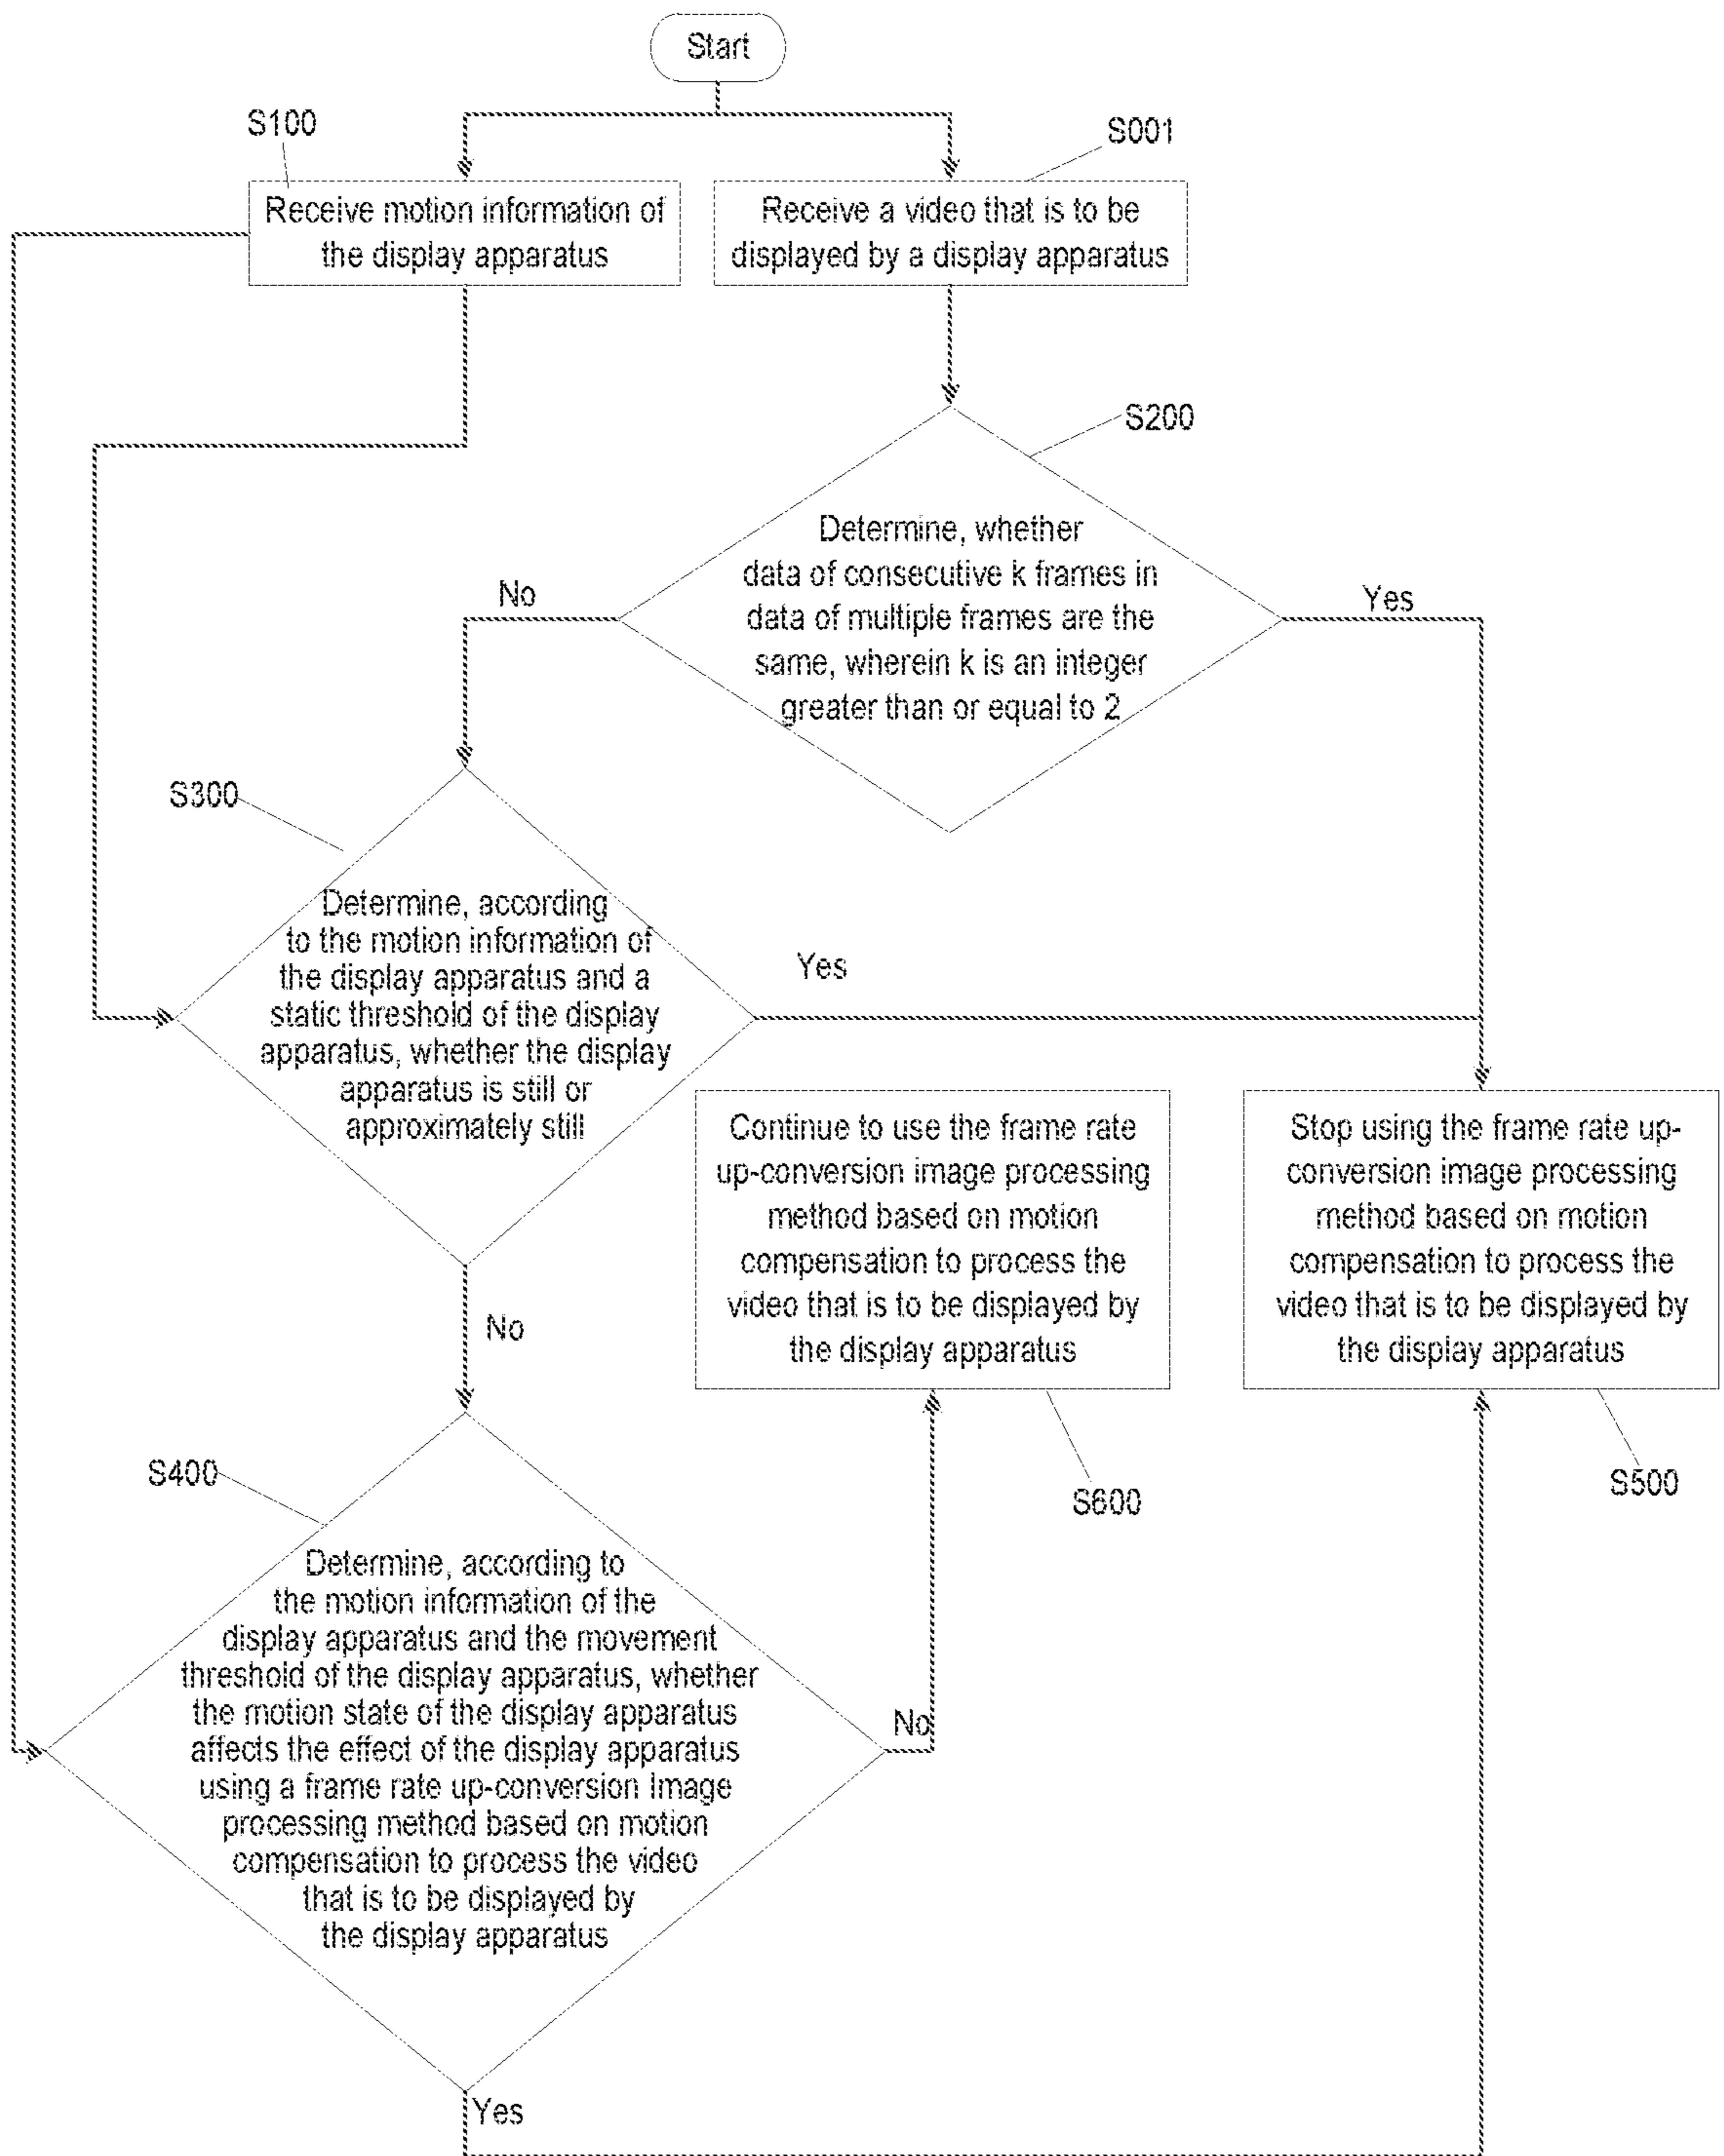 Start
S100
S001
Receive motion information of
the display apparatus
Receive a video that is to be
displayed by a display apparatus
S200
Determine, whether
data of consecutive k frames in
data of multiple frames are the
same, wherein k is an integer
greater than or equal to 2
No
Yes
S300
Determine, according
to the motion information of
the display apparatus and a
static threshold of the display
apparatus, whether the display
apparatus is still or
approximately still
Yes
No
Continue to use the frame rate
up-conversion image processing
method based on motion
compensation to process the
video that is to be displayed by
the display apparatus
Stop using the frame rate up-
conversion image processing
method based on motion
compensation to process the
video that is to be displayed by
the display apparatus
S400
S600
S500
Determine, according to
the motion information of the
display apparatus and the movement
threshold of the display apparatus, whether
the motion state of the display apparatus
affects the effect of the display apparatus
using a frame rate up-conversion Image
processing method based on motion
compensation to process the video
that is to be displayed by
the display apparatus
No
Yes